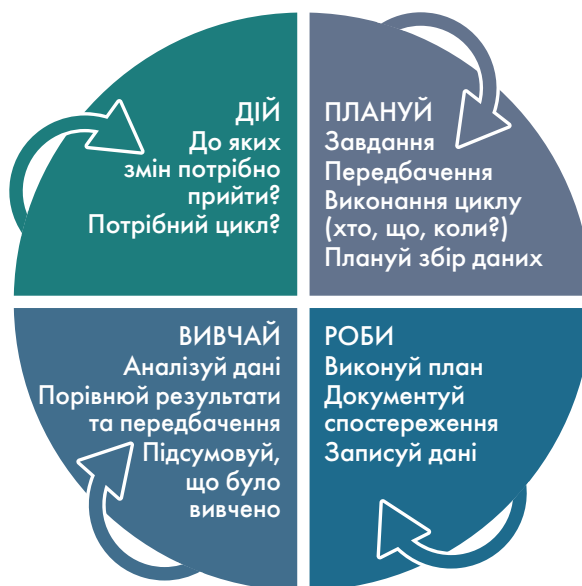 ДІЙ
До яких
змін потрібно
прийти?
Потрібний цикл?
ПЛАНУЙ
Завдання
Передбачення
Виконання циклу
(хто, що, коли?)
Плануй збір даних
ВИВЧАЙ
Аналізуй дані
Порівнюй результати
та передбачення
Підсумовуй,
що було
вивчено
РОБИ
Виконуй план
Документуй
спостереження
Записуй дані